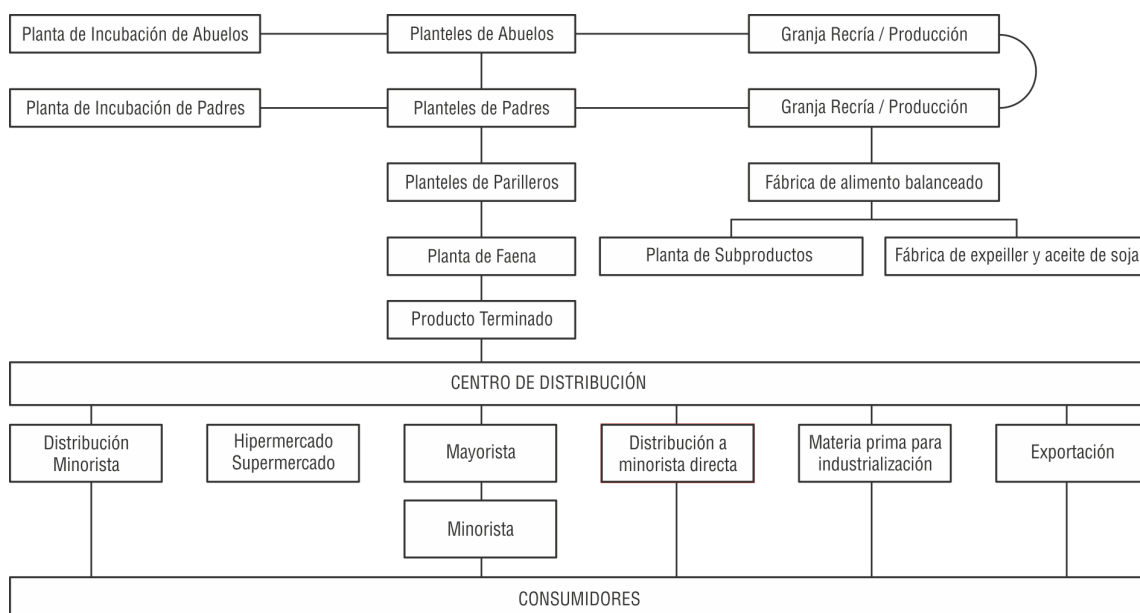 Planta de Incubación de Abuelos
Planteles de Abuelos
Granja Recría / Producción
Planta de Incubación de Padres
Planteles de Padres
Granja Recría / Producción
Planteles de Parilleros
Fábrica de alimento balanceado
Planta de Faena
Planta de Subproductos
Fábrica de expeiller y aceite de soja
Producto Terminado
CENTRO DE DISTRIBUCIÓN
Distribución
Minorista
Hipermercado
Supermercado
Mayorista
Distribución a
minorista directa
Materia prima para
industrialización
Exportación
Minorista
CONSUMIDORES